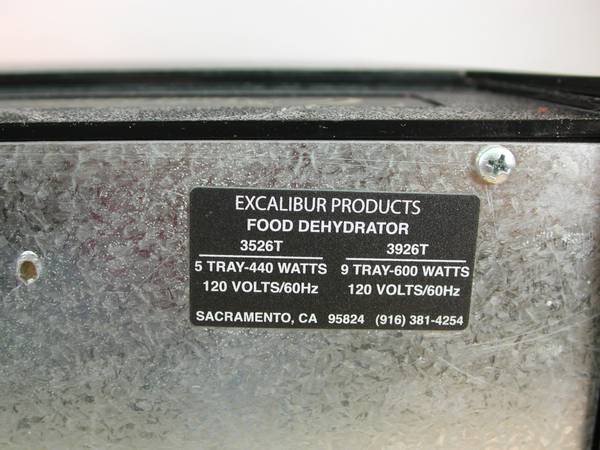 EXCALIBUR PRODUCTS
FOOD DEHYDRATOR
3526T 3926T
5 TRAY-440 WATTS 9 TRAY-600 WATTS
120 VOLTS/60Hz 120 VOLTS/60Hz
SACRAMENTO, CA 95824 (916) 381-4254